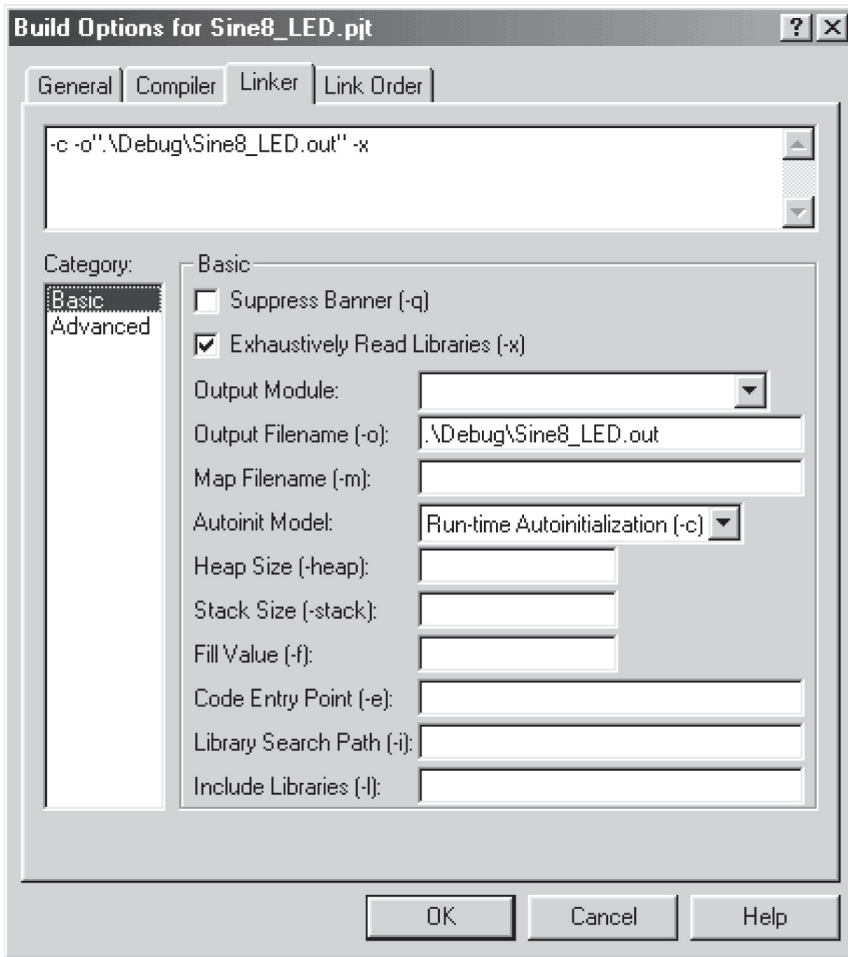 Build Options for Sine8_LED.pjt
General Compiler Linker Link Order
-c -o".\Debug\Sine8_LED.out" -x
Category:
Basic
Advanced
Basic
Suppress Banner (-q)
Exhaustively Read Libraries (-x)
Output Module:
Output Filename (-o): .\Debug\Sine8_LED.out
Map Filename (-m):
Autoinit Model: Run-time Autoinitialization (-c)
Heap Size (-heap):
Stack Size (-stack):
Fill Value (-f):
Code Entry Point (-e):
Library Search Path (-i):
Include Libraries (-l):
OK Cancel Help